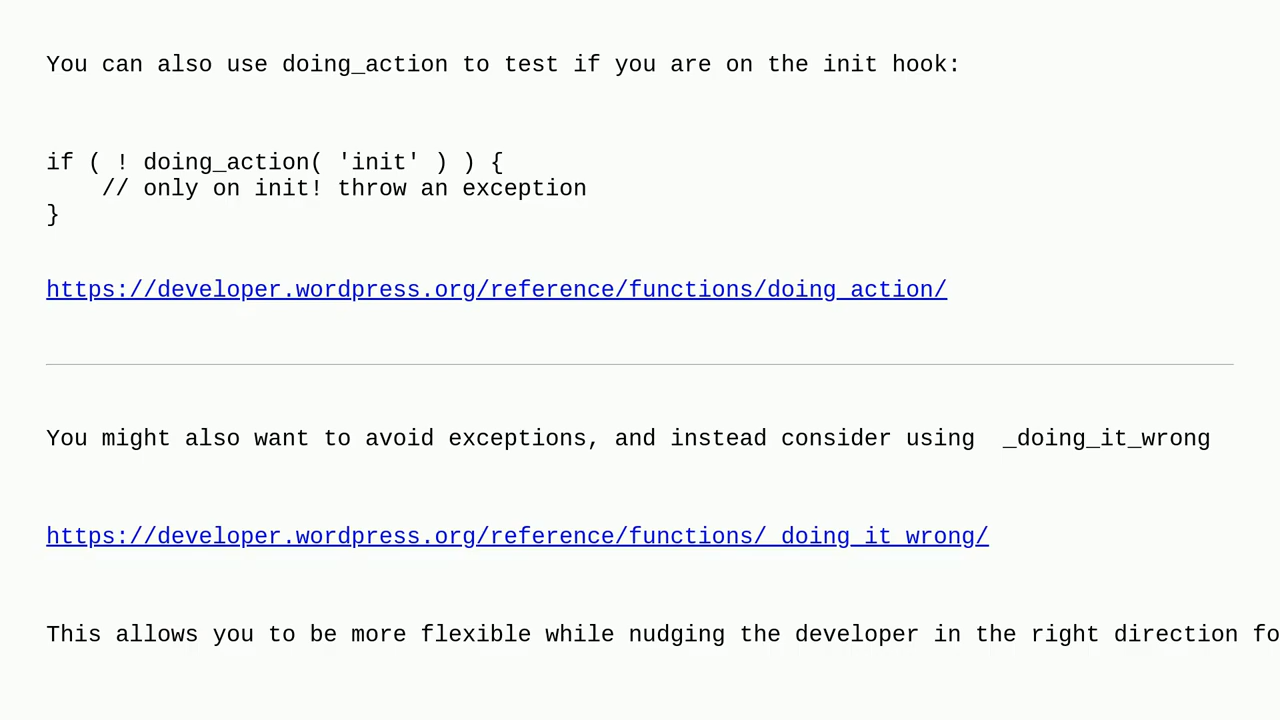 You can also use doing_action to test if you are on the init hook:
if ( ! doing_action( 'init' ) ) {
    // only on init! throw an exception
}
https://developer.wordpress.org/reference/functions/doing_action/
You might also want to avoid exceptions, and instead consider using  _doing_it_wrong
https://developer.wordpress.org/reference/functions/_doing_it_wrong/
This allows you to be more flexible while nudging the developer in the right direction